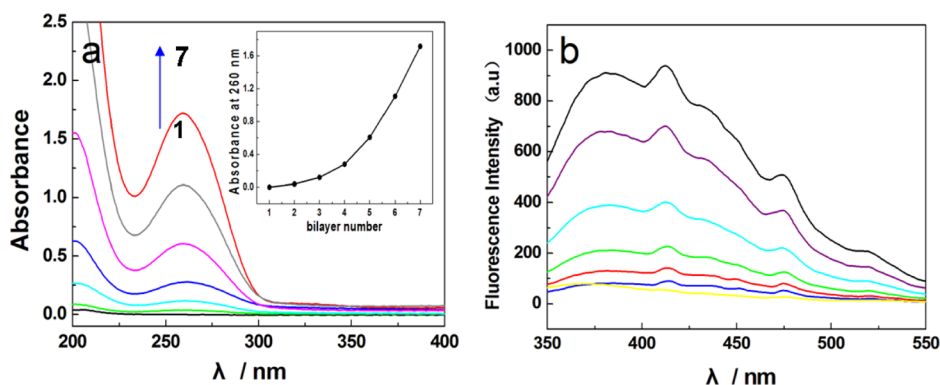 a
7
1
2.5
2.0
1.5
1.0
0.5
0.0
Absorbance
200 250 300 350 400
λ / nm
1.6
1.2
0.8
0.4
0.0
Absorbance at 260 nm
1 2 3 4 5 6 7
bilayer number
b
1000
800
600
400
200
0
Fluorescence Intensity (a.u)
350 400 450 500 550
λ / nm